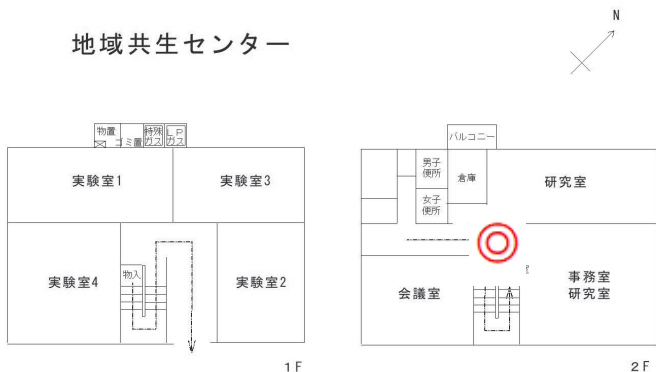 N
地域共生センター
物置
ゴミ置
特殊
ガス
LP
ガス
実験室1
実験室3
実験室4
物入
実験室2
1F
バルコニー
男子
便所
倉庫
女子
便所
研究室
会議室
事務室
研究室
2F